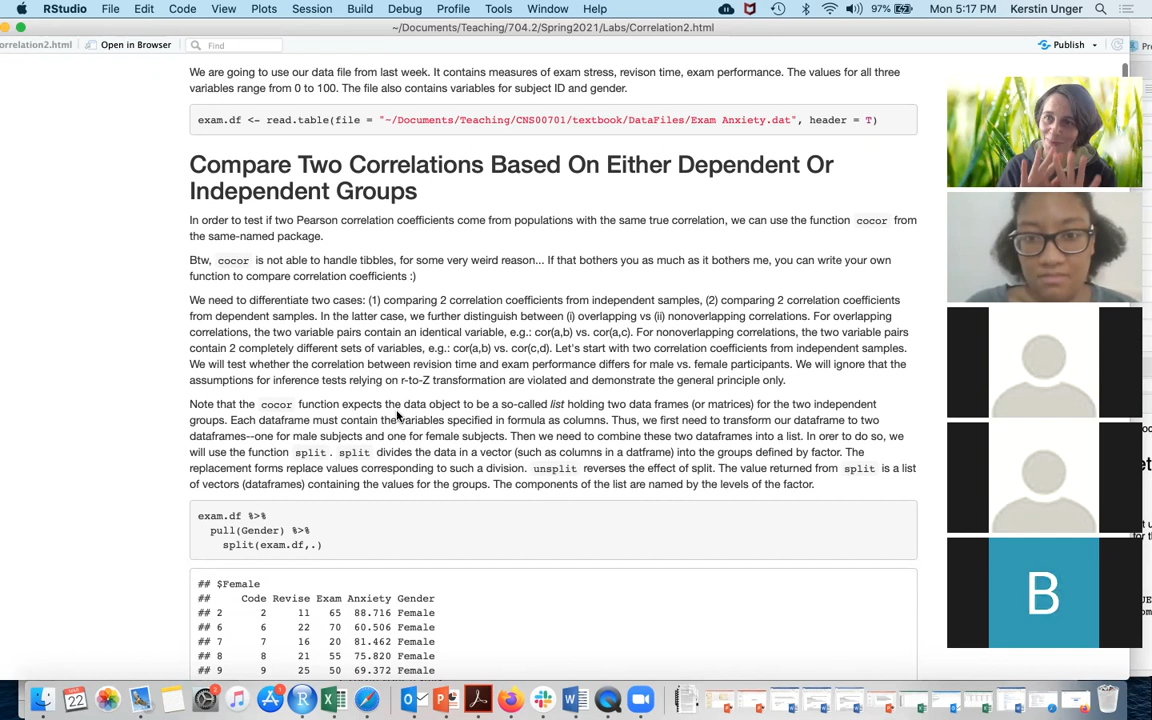 RStudio File Edit Code View Plots Session Build Debug Profile Tools Window Help 97% Mon 5:17 PM Kerstin Unger
~/Documents/Teaching/704.2/Spring2021/Labs/Correlation2.html
orrelation2.html Open in Browser Find Publish
We are going to use our data file from last week. It contains measures of exam stress, revison time, exam performance. The values for all three
variables range from 0 to 100. The file also contains variables for subject ID and gender.
exam.df <- read.table(file = "~/Documents/Teaching/CNS00701/textbook/DataFiles/Exam Anxiety.dat", header = T)
Compare Two Correlations Based On Either Dependent Or
Independent Groups
In order to test if two Pearson correlation coefficients come from populations with the same true correlation, we can use the function cocor from
the same-named package.
Btw, cocor is not able to handle tibbles, for some very weird reason... If that bothers you as much as it bothers me, you can write your own
function to compare correlation coefficients :)
We need to differentiate two cases: (1) comparing 2 correlation coefficients from independent samples, (2) comparing 2 correlation coefficients
from dependent samples. In the latter case, we further distinguish between (i) overlapping vs (ii) nonoverlapping correlations. For overlapping
correlations, the two variable pairs contain an identical variable, e.g.: cor(a,b) vs. cor(a,c). For nonoverlapping correlations, the two variable pairs
contain 2 completely different sets of variables, e.g.: cor(a,b) vs. cor(c,d). Let's start with two correlation coefficients from independent samples.
We will test whether the correlation between revision time and exam performance differs for male vs. female participants. We will ignore that the
assumptions for inference tests relying on r-to-Z transformation are violated and demonstrate the general principle only.
Note that the cocor function expects the data object to be a so-called list holding two data frames (or matrices) for the two independent
groups. Each dataframe must contain the variables specified in formula as columns. Thus, we first need to transform our dataframe to two
dataframes--one for male subjects and one for female subjects. Then we need to combine these two dataframes into a list. In orer to do so, we
will use the function split. split divides the data in a vector (such as columns in a datframe) into the groups defined by factor. The
replacement forms replace values corresponding to such a division. unsplit reverses the effect of split. The value returned from split is a list
of vectors (dataframes) containing the values for the groups. The components of the list are named by the levels of the factor.
exam.df %>%
pull(Gender) %>%
split(exam.df,.)
## $Female
## Code Revise Exam Anxiety Gender
## 2 2 11 65 88.716 Female
## 6 6 22 70 60.506 Female
## 7 7 16 20 81.462 Female
## 8 8 21 55 75.820 Female
## 9 9 25 50 69.372 Female
B
22